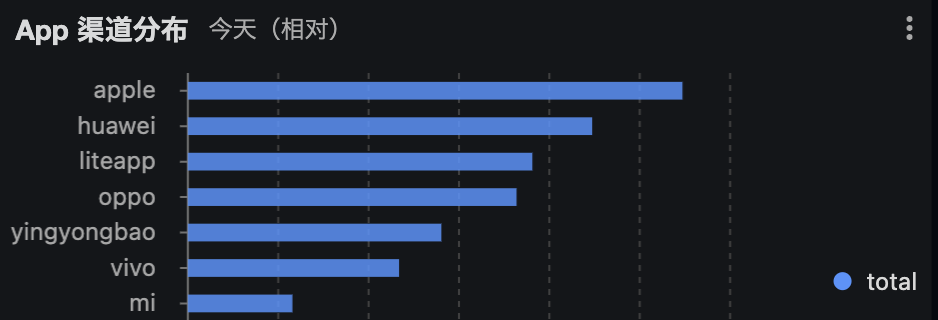 App 渠道分布 今天（相对）
apple
huawei
liteapp
oppo
yingyongbao
vivo
mi
total